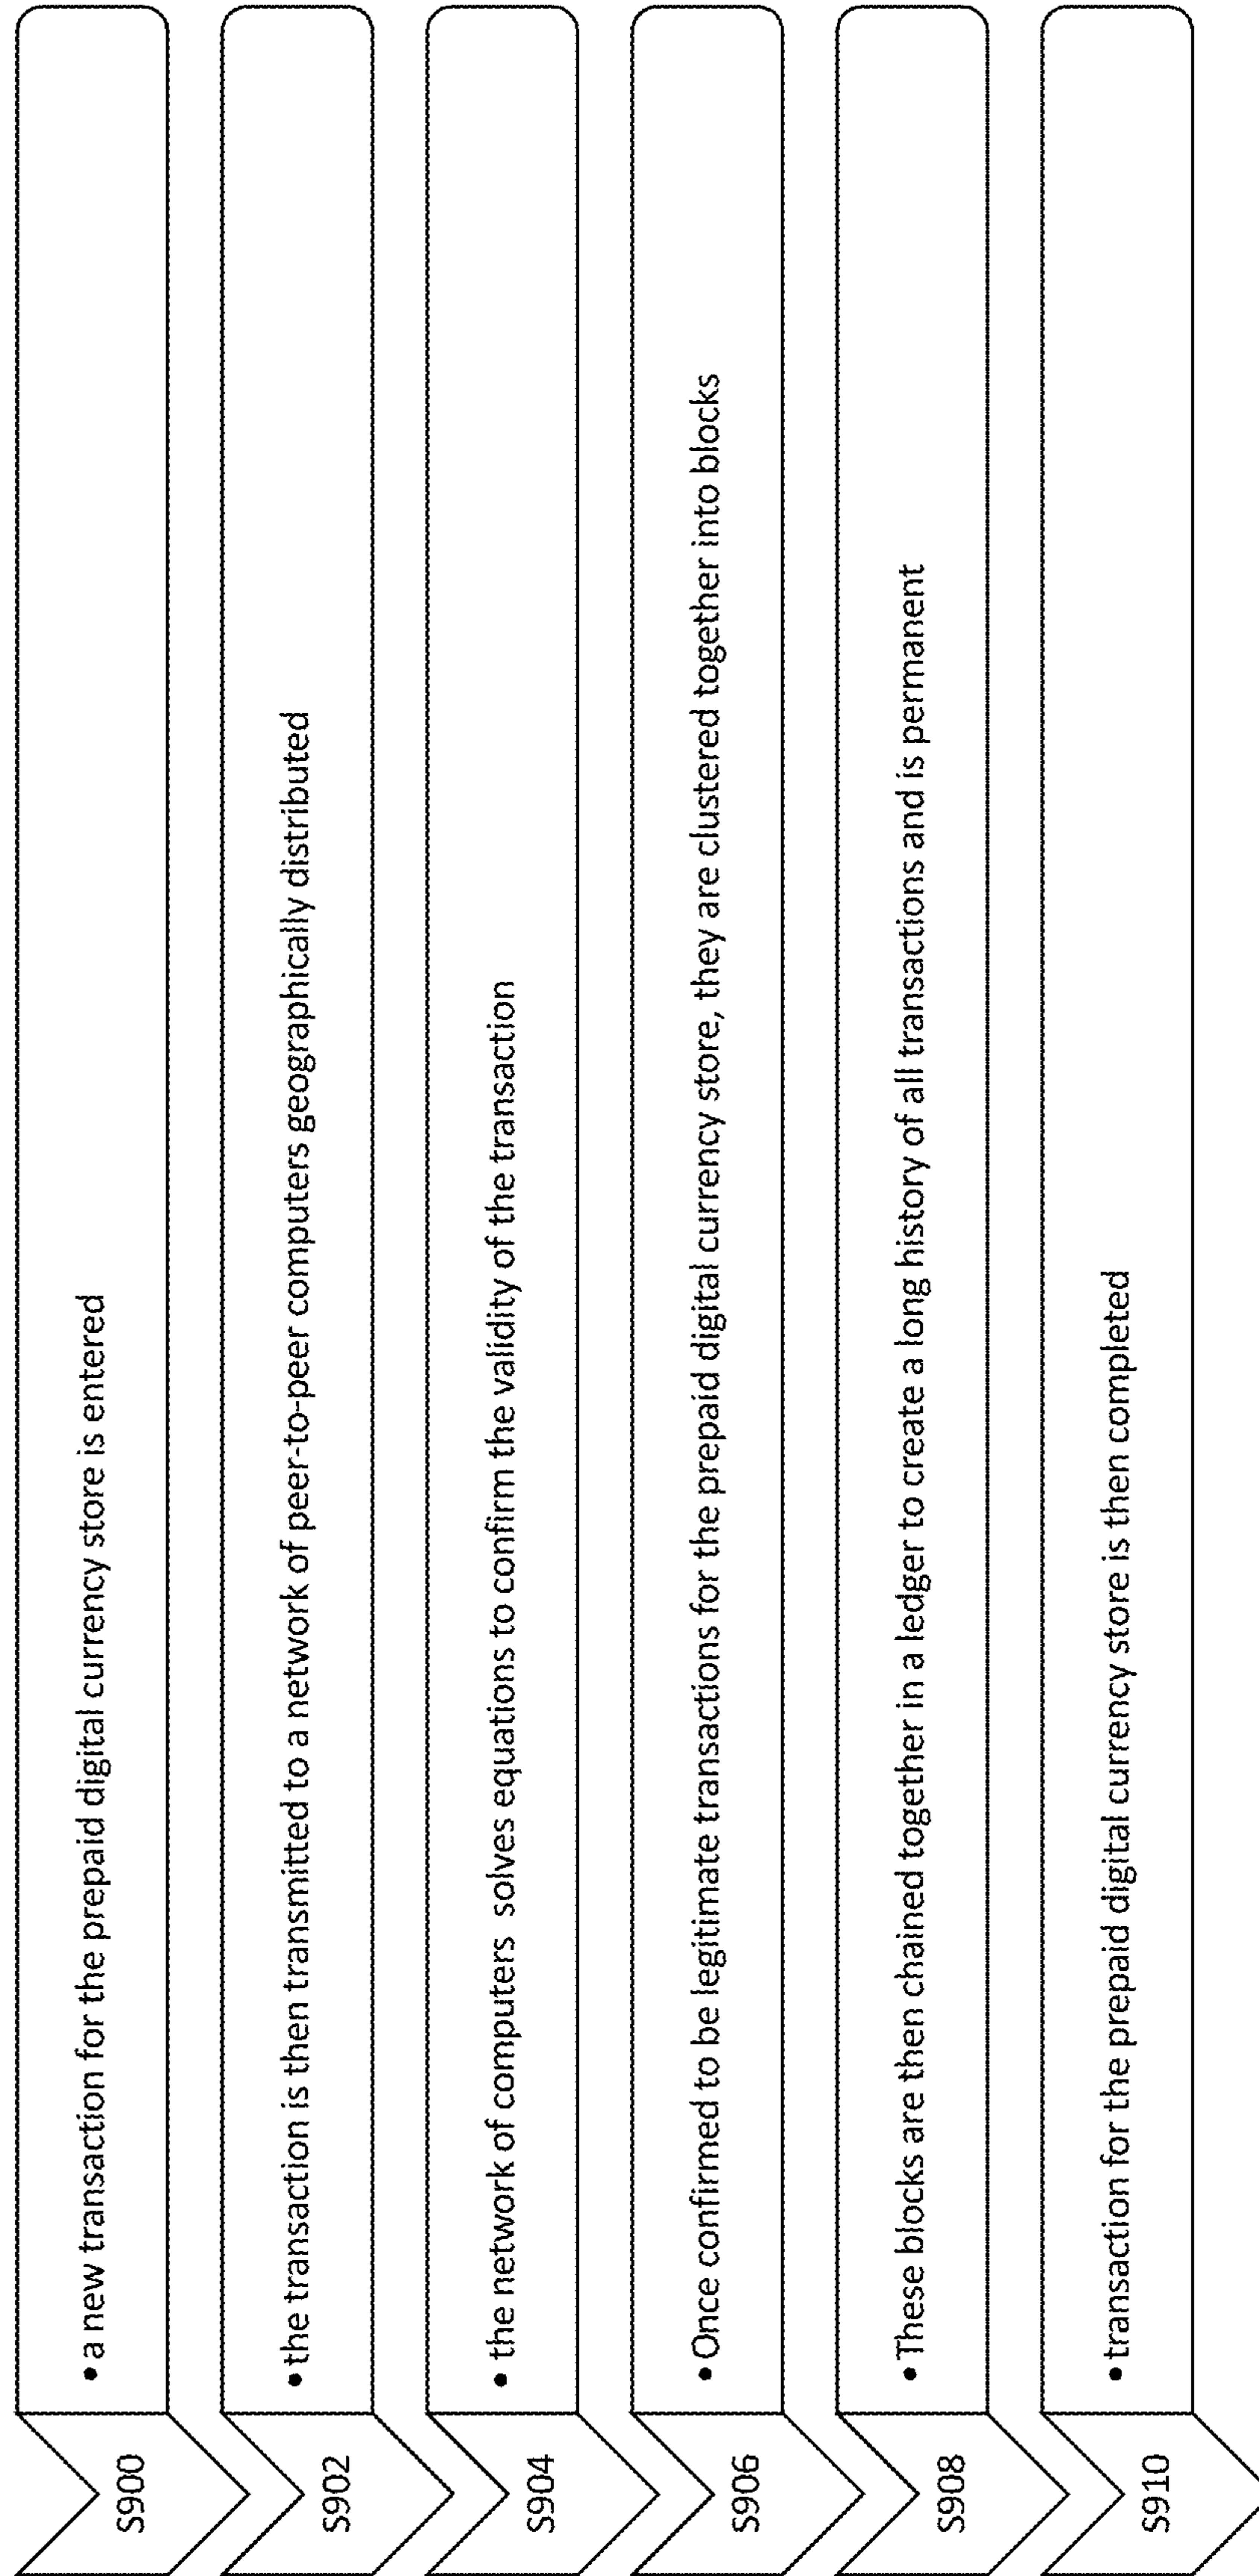 S900
• a new transaction for the prepaid digital currency store is entered
S902
• the transaction is then transmitted to a network of peer-to-peer computers geographically distributed
S904
• the network of computers  solves equations to confirm the validity of the transaction
S906
• Once confirmed to be legitimate transactions for the prepaid digital currency store, they are clustered together into blocks
S908
• These blocks are then chained together in a ledger to create a long history of all transactions and is permanent
S910
• transaction for the prepaid digital currency store is then completed